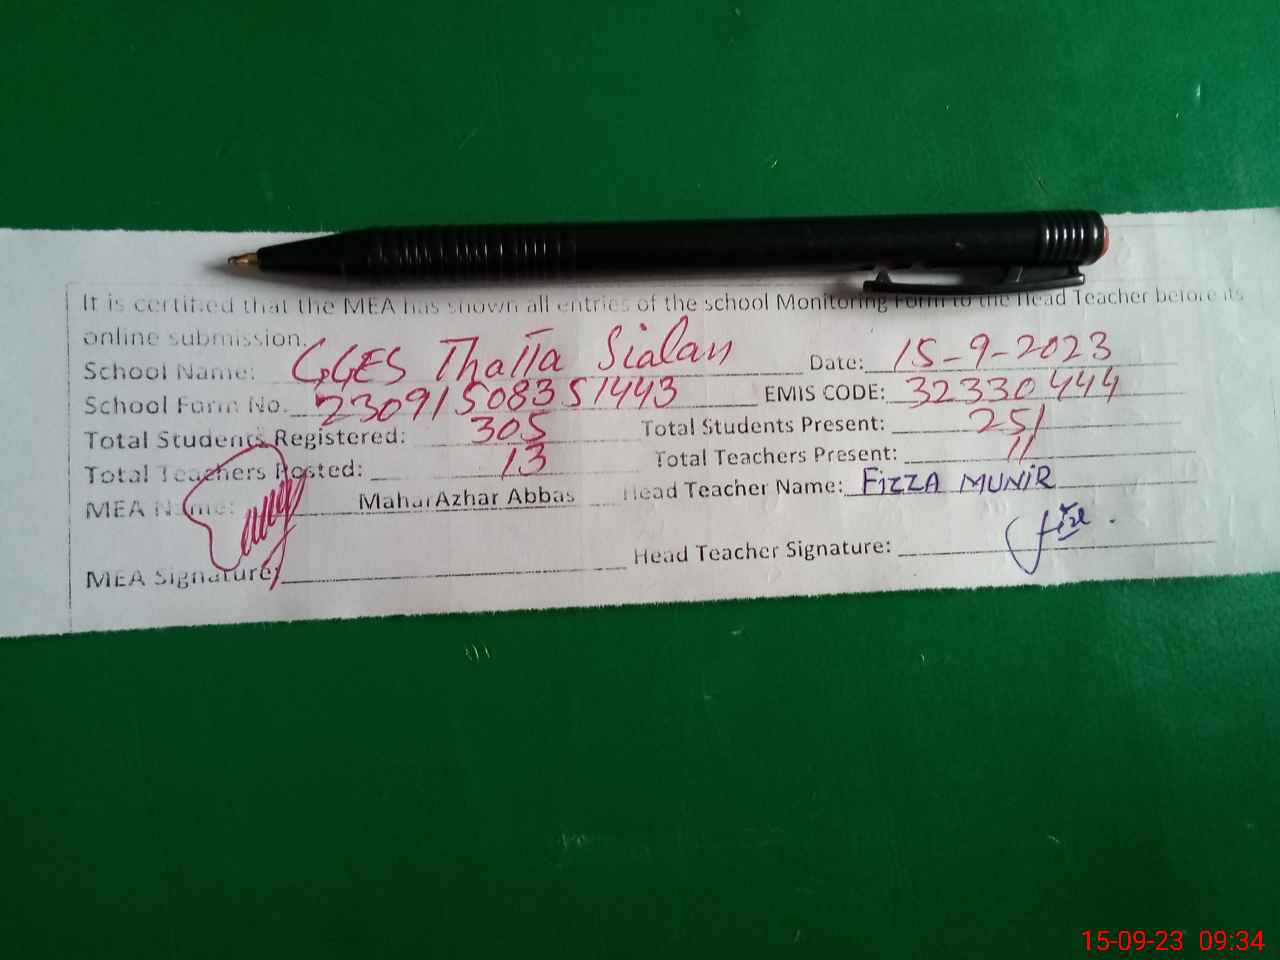 It is certified that the MEA has shown all entries of the school Monitoring Form to the Head Teacher before its
online submission.
School Name: GGES Thatta Sialan Date: 15-9-2023
School Form No. 23091508351443 EMIS CODE: 32330444
Total Students Registered: 305 Total Students Present: 251
Total Teachers Posted: 13 Total Teachers Present: 11
MEA Name: Mahar Azhar Abbas Head Teacher Name: FIZZA MUNIR
MEA Signature: Head Teacher Signature:
15-09-23 09:34